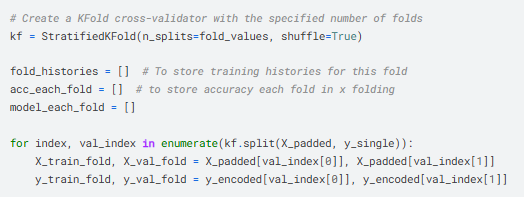 # Create a KFold cross-validator with the specified number of folds
kf = StratifiedKFold(n_splits=fold_values, shuffle=True)
fold_histories = []  # To store training histories for this fold
acc_each_fold = []  # to store accuracy each fold in x folding
model_each_fold = []
for index, val_index in enumerate(kf.split(X_padded, y_single)):
    X_train_fold, X_val_fold = X_padded[val_index[0]], X_padded[val_index[1]]
    y_train_fold, y_val_fold = y_encoded[val_index[0]], y_encoded[val_index[1]]